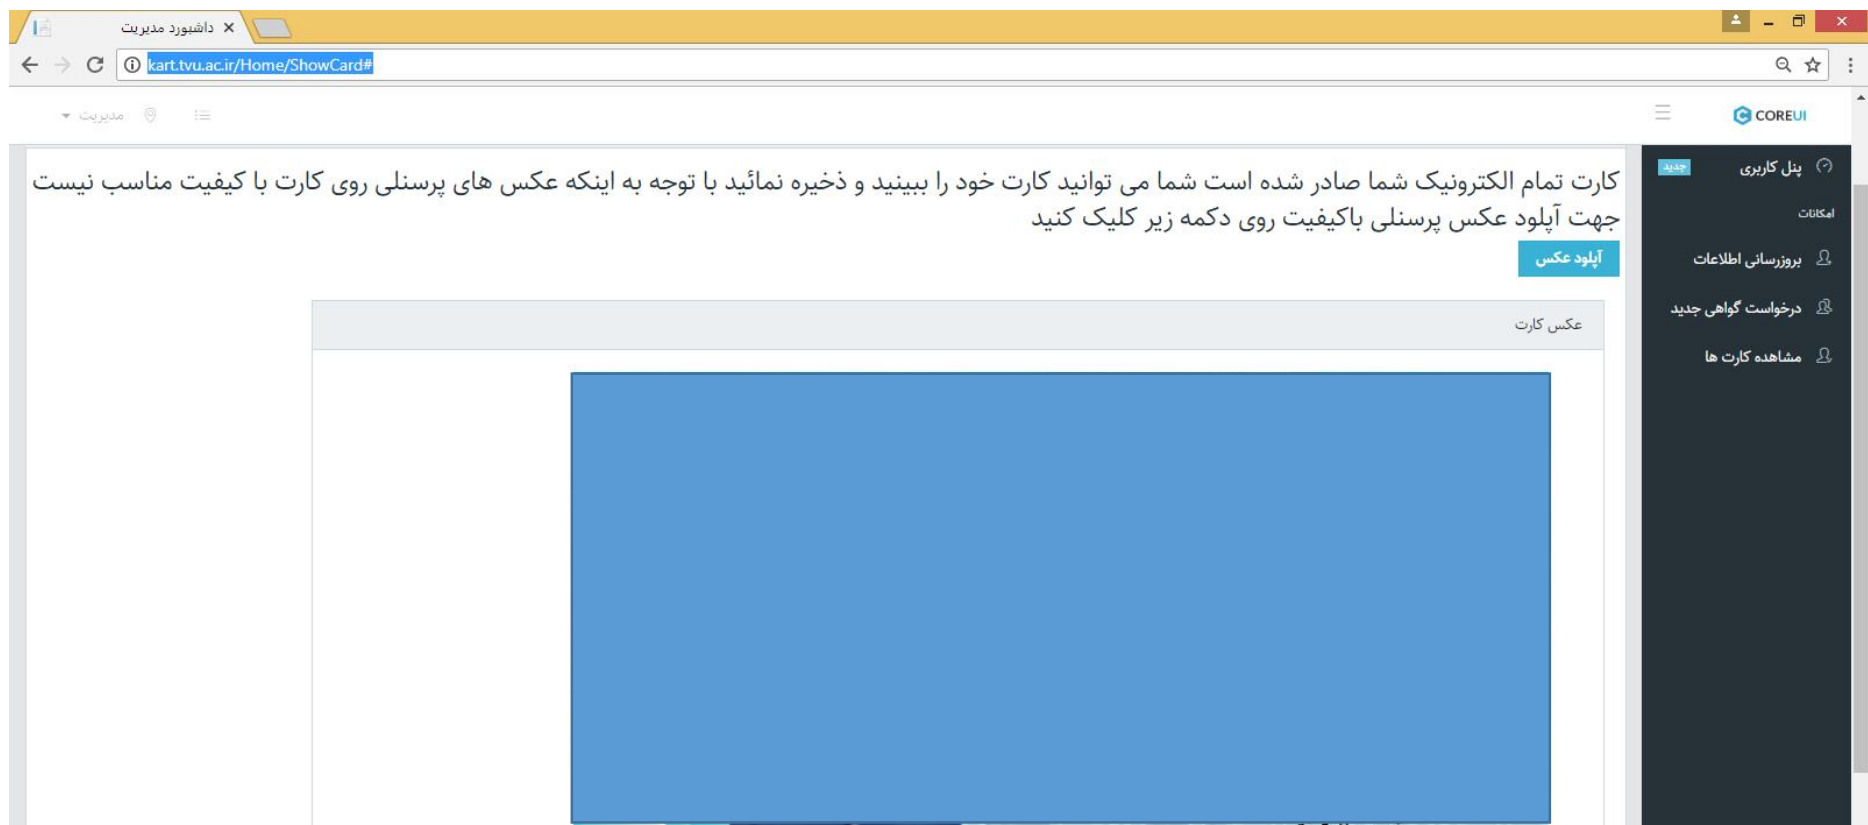 داشبورد مدیریت
kart.tvu.ac.ir/Home/ShowCard#
COREUI
مدیریت
پنل کاربری
جدید
امکانات
بروزرسانی اطلاعات
درخواست گواهی جدید
مشاهده کارت ها
کارت تمام الکترونیک شما صادر شده است شما می توانید کارت خود را ببینید و ذخیره نمائید با توجه به اینکه عکس های پرسنلی روی کارت با کیفیت مناسب نیست
جهت آپلود عکس پرسنلی باکیفیت روی دکمه زیر کلیک کنید
آپلود عکس
عکس کارت